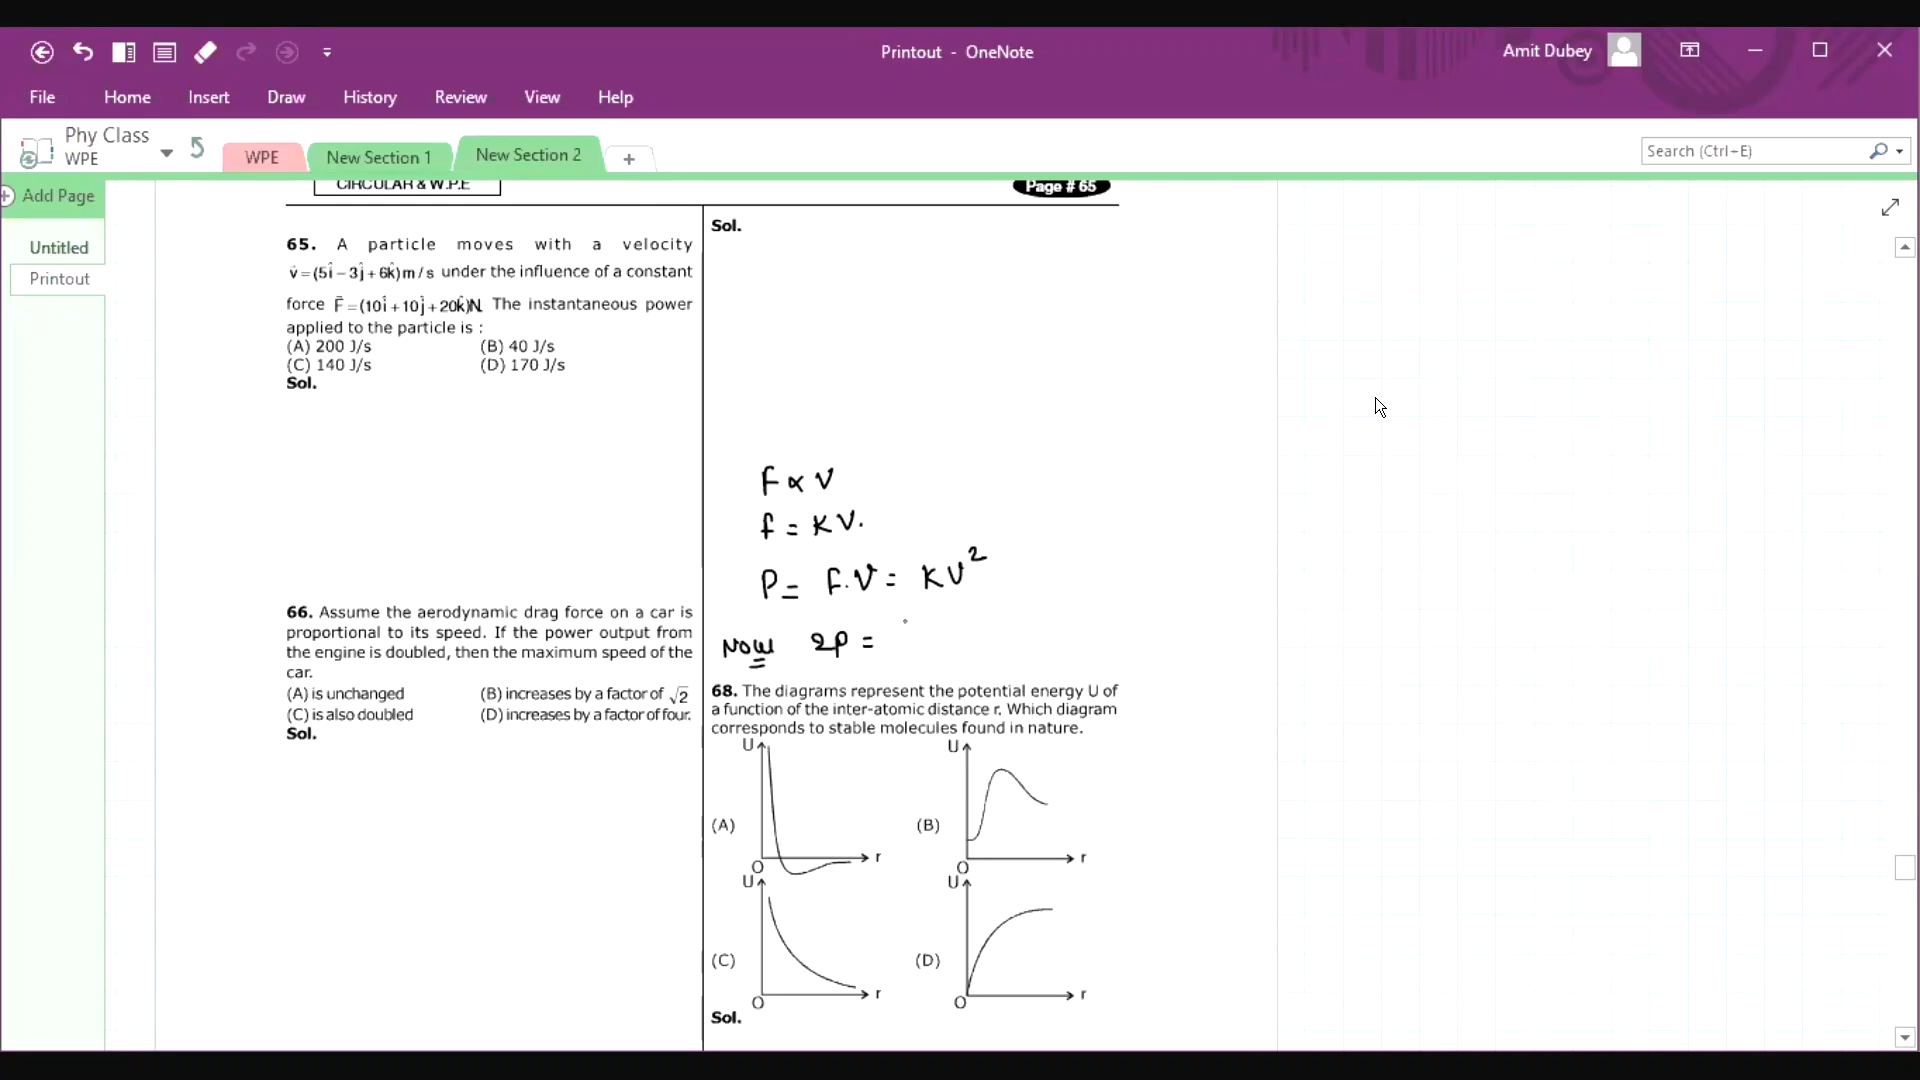 Printout - OneNote
Amit Dubey
File Home Insert Draw History Review View Help
Phy Class
WPE
WPE
New Section 1
New Section 2
+
Search (Ctrl+E)
Add Page
Untitled
Printout
CIRCULAR & W.P.E
Page # 65
65. A particle moves with a velocity
v̂ = (5î − 3ĵ + 6k̂) m / s under the influence of a constant
force F̄ = (10î + 10ĵ + 20k̂)N. The instantaneous power
applied to the particle is :
(A) 200 J/s (B) 40 J/s
(C) 140 J/s (D) 170 J/s
Sol.
66. Assume the aerodynamic drag force on a car is
proportional to its speed. If the power output from
the engine is doubled, then the maximum speed of the
car.
(A) is unchanged (B) increases by a factor of √2
(C) is also doubled (D) increases by a factor of four.
Sol.
Sol.
F ∝ V
f = KV.
P = F.V = KV²
Now 2P =
68. The diagrams represent the potential energy U of
a function of the inter-atomic distance r. Which diagram
corresponds to stable molecules found in nature.
(A) U O r
(B) U O r
(C) U O r
(D) U O r
Sol.